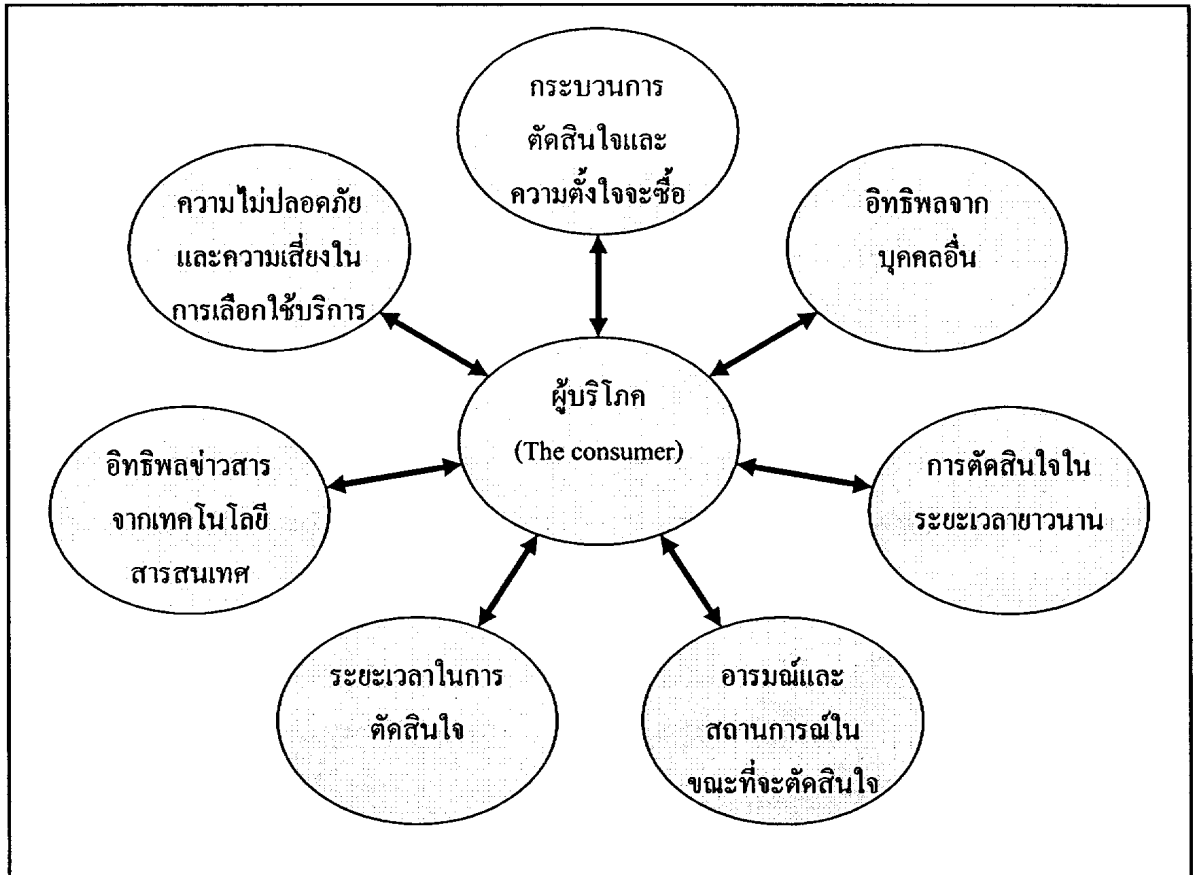 กระบวนการ
ตัดสินใจและ
ความตั้งใจจะซื้อ
อิทธิพลจาก
บุคคลอื่น
การตัดสินใจใน
ระยะเวลายาวนาน
อารมณ์และ
สถานการณ์ใน
ขณะที่จะตัดสินใจ
ระยะเวลาในการ
ตัดสินใจ
อิทธิพลข่าวสาร
จากเทคโนโลยี
สารสนเทศ
ความไม่ปลอดภัย
และความเสี่ยงใน
การเลือกใช้บริการ
ผู้บริโภค
(The consumer)